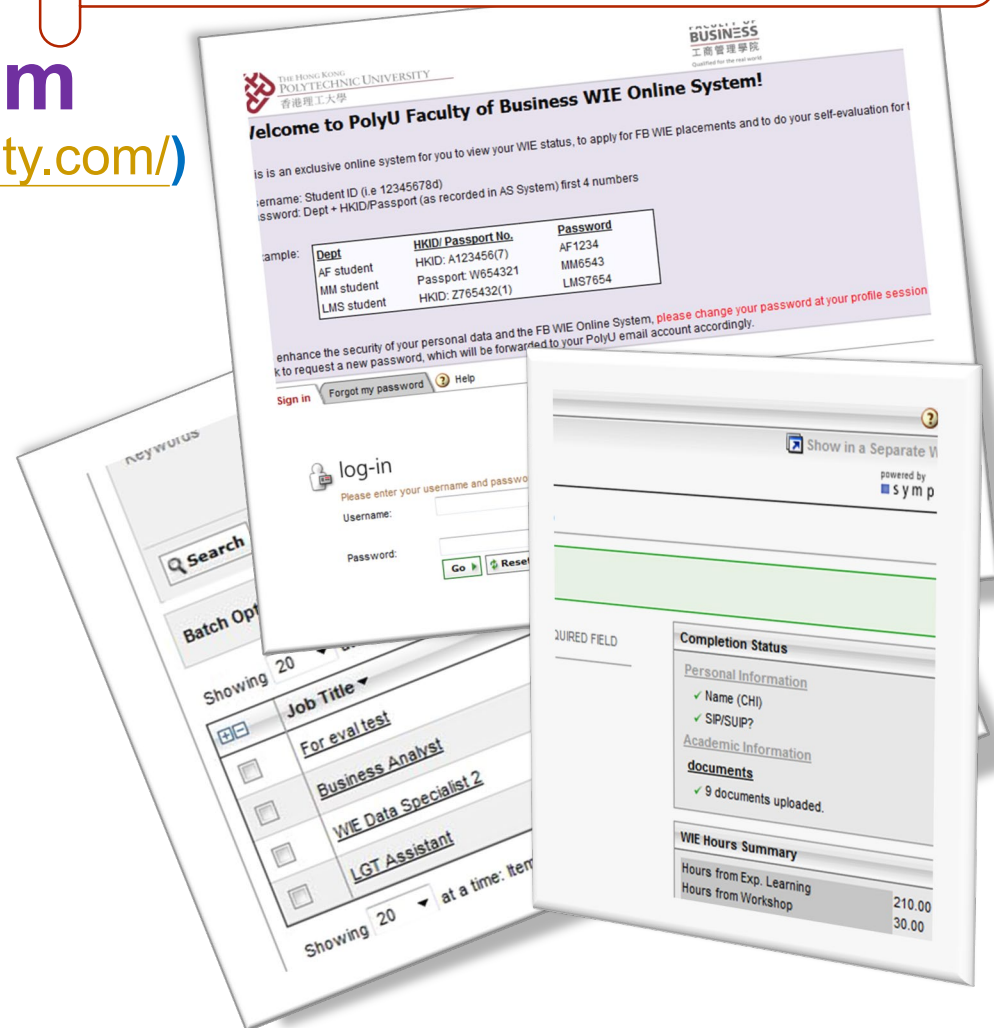 m
ty.com/)
THE HONG KONG
POLYTECHNIC UNIVERSITY
香港理工大學
BUSINESS
工商管理學院
Qualified for the real world
Welcome to PolyU Faculty of Business WIE Online System!
is is an exclusive online system for you to view your WIE status, to apply for FB WIE placements and to do your self-evaluation for t
sername: Student ID (i.e 12345678d)
ssword: Dept + HKID/Passport (as recorded in AS System) first 4 numbers
ample:
Dept HKID/ Passport No. Password
AF student HKID: A123456(7) AF1234
MM student Passport: W654321 MM6543
LMS student HKID: Z765432(1) LMS7654
enhance the security of your personal data and the FB WIE Online System, please change your password at your profile session
k to request a new password, which will be forwarded to your PolyU email account accordingly.
Sign in Forgot my password Help
log-in
Please enter your username and passwo
Username:
Password:
Go Reset
Keywords
Search
Batch Opt
Showing 20
Job Title
For eval test
Business Analyst
WIE Data Specialist 2
LGT Assistant
Showing 20 at a time: Item
Show in a Separate W
powered by
symp
QUIRED FIELD
Completion Status
Personal Information
✓ Name (CHI)
✓ SIP/SUIP?
Academic Information
documents
✓ 9 documents uploaded.
WIE Hours Summary
Hours from Exp. Learning 210.00
Hours from Workshop 30.00